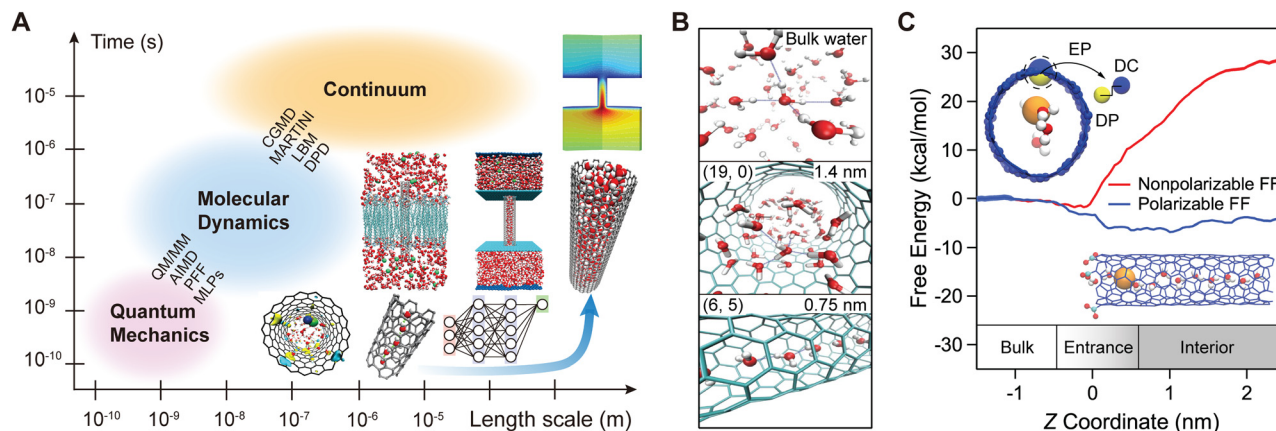 A
Time (s)
10⁻⁵
10⁻⁶
10⁻⁷
10⁻⁸
10⁻⁹
10⁻¹⁰
Continuum
CGMD
MARTINI
LBM
DPD
Molecular
Dynamics
QM/MM
AIMD
PFF
MLPs
Quantum
Mechanics
10⁻¹⁰
10⁻⁹
10⁻⁸
10⁻⁷
10⁻⁶
10⁻⁵
Length scale (m)
B
Bulk water
(19, 0)
1.4 nm
(6, 5)
0.75 nm
C
Free Energy (kcal/mol)
30
20
10
0
-10
-20
-30
EP
DC
DP
Nonpolarizable FF
Polarizable FF
Bulk
Entrance
Interior
-1
0
1
2
Z Coordinate (nm)